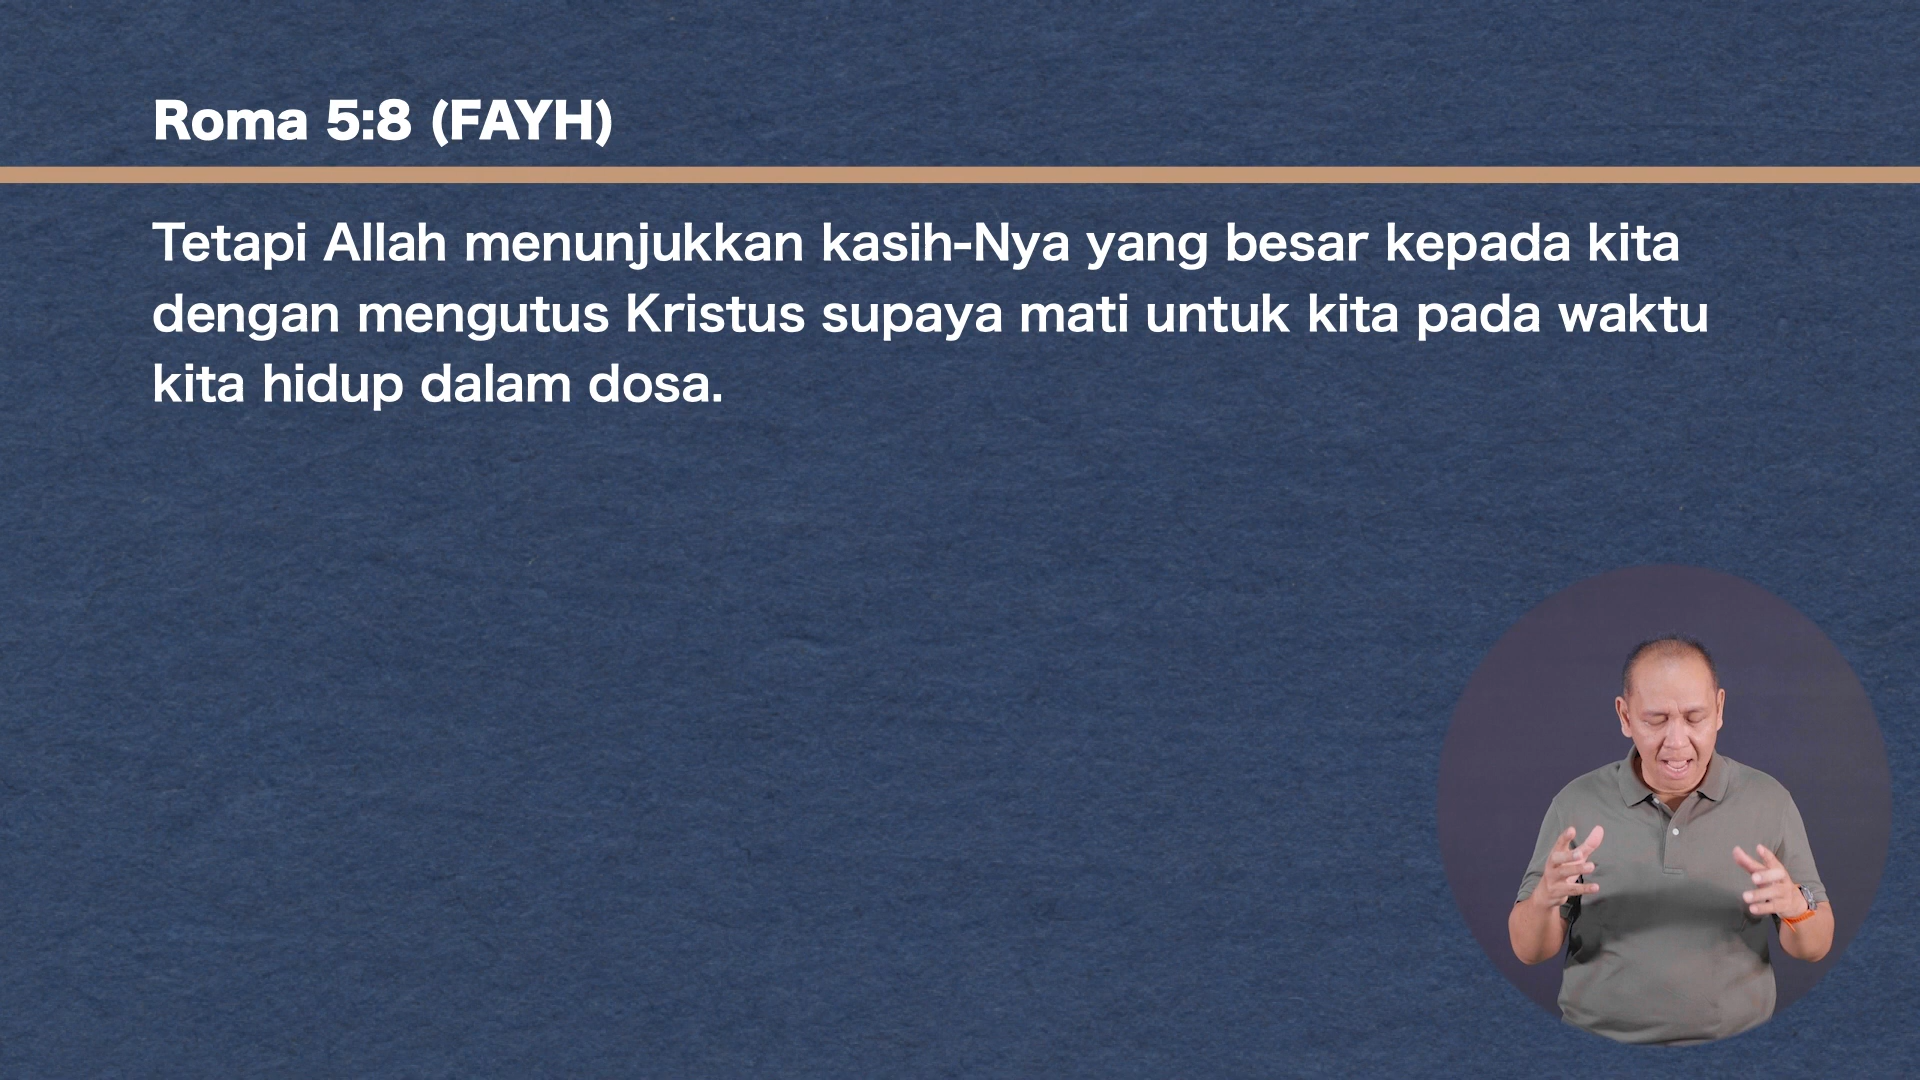 Roma 5:8 (FAYH)
Tetapi Allah menunjukkan kasih-Nya yang besar kepada kita
dengan mengutus Kristus supaya mati untuk kita pada waktu
kita hidup dalam dosa.